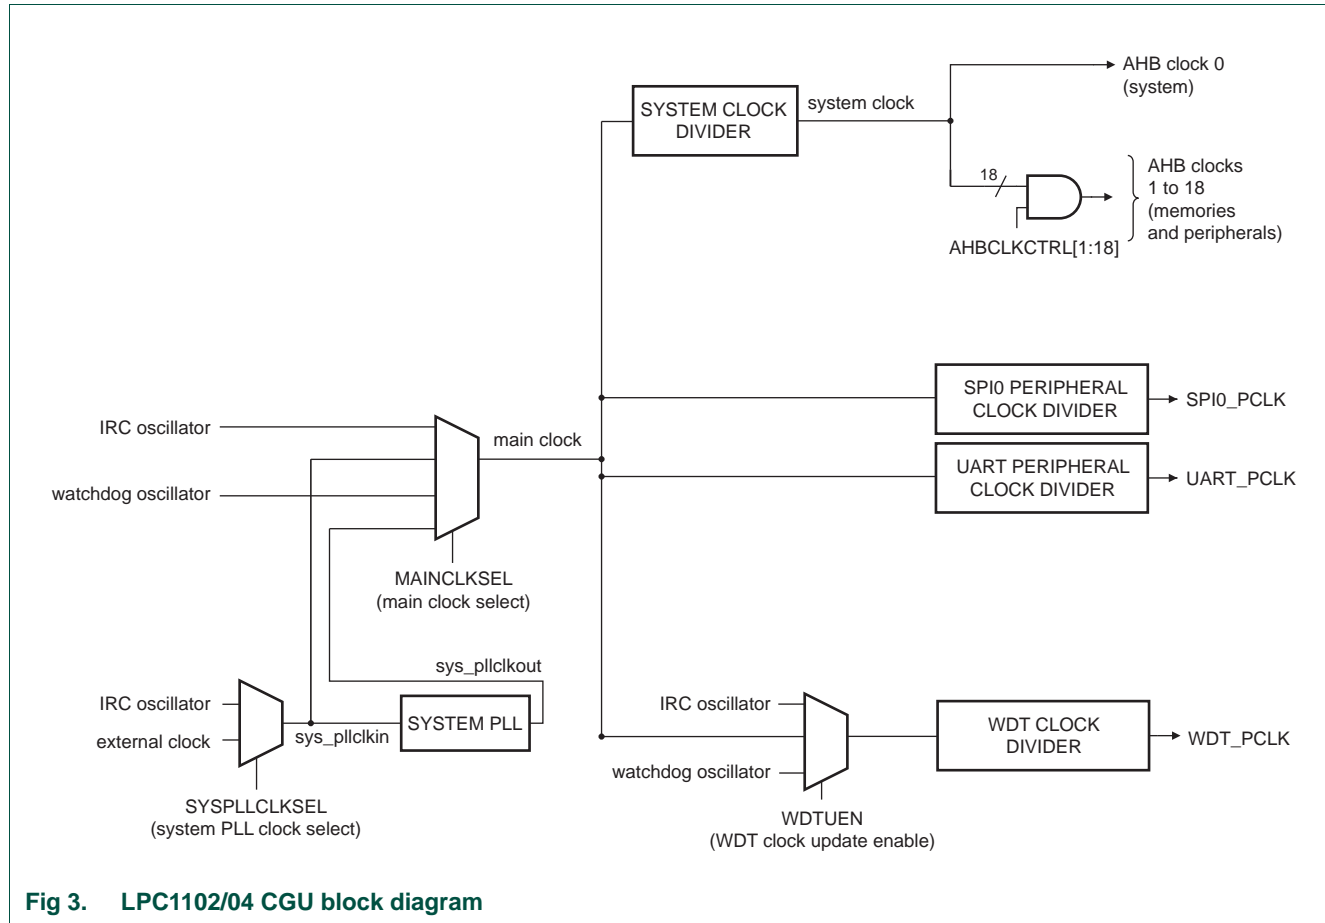 AHB clock 0
(system)
SYSTEM CLOCK
DIVIDER
system clock
18
AHBCLKCTRL[1:18]
AHB clocks
1 to 18
(memories
and peripherals)
IRC oscillator
watchdog oscillator
main clock
MAINCLKSEL
(main clock select)
SPI0 PERIPHERAL
CLOCK DIVIDER
SPI0_PCLK
UART PERIPHERAL
CLOCK DIVIDER
UART_PCLK
IRC oscillator
external clock
sys_pllclkin
SYSTEM PLL
sys_pllclkout
SYSPLLCLKSEL
(system PLL clock select)
IRC oscillator
watchdog oscillator
WDTUEN
(WDT clock update enable)
WDT CLOCK
DIVIDER
WDT_PCLK
Fig 3. LPC1102/04 CGU block diagram